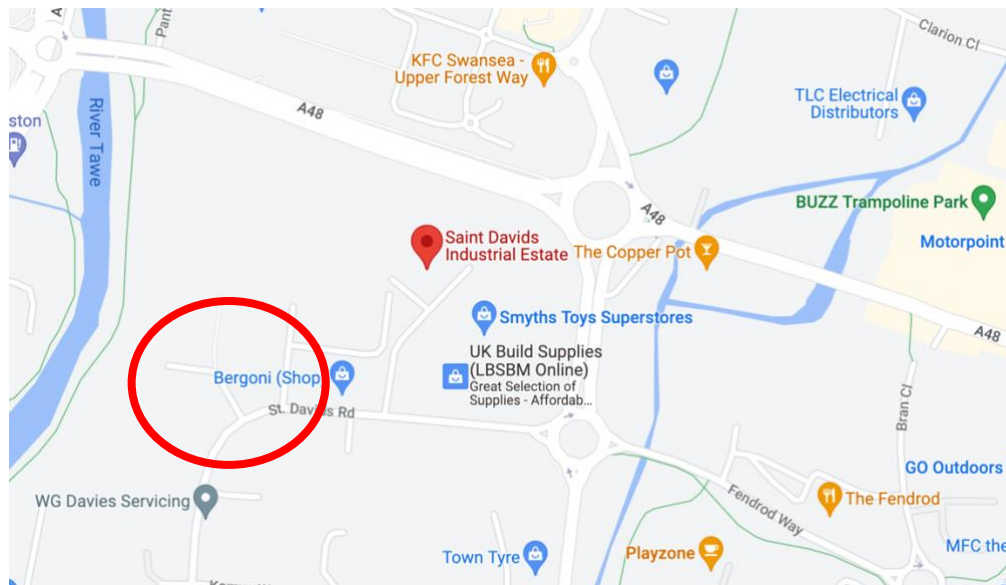 A
Pant
Clarion Cl
KFC Swansea -
Upper Forest Way
TLC Electrical
Distributors
River Tawe
ston
A48
A48
BUZZ Trampoline Park
Motorpoint
Saint Davids
Industrial Estate
The Copper Pot
Smyths Toys Superstores
A48
UK Build Supplies
(LBSBM Online)
Great Selection of
Supplies - Affordab...
Bergoni (Shop
St. Davids Rd
Bran Cl
GO Outdoors
WG Davies Servicing
Fendrod Way
The Fendrod
Town Tyre
Playzone
MFC the